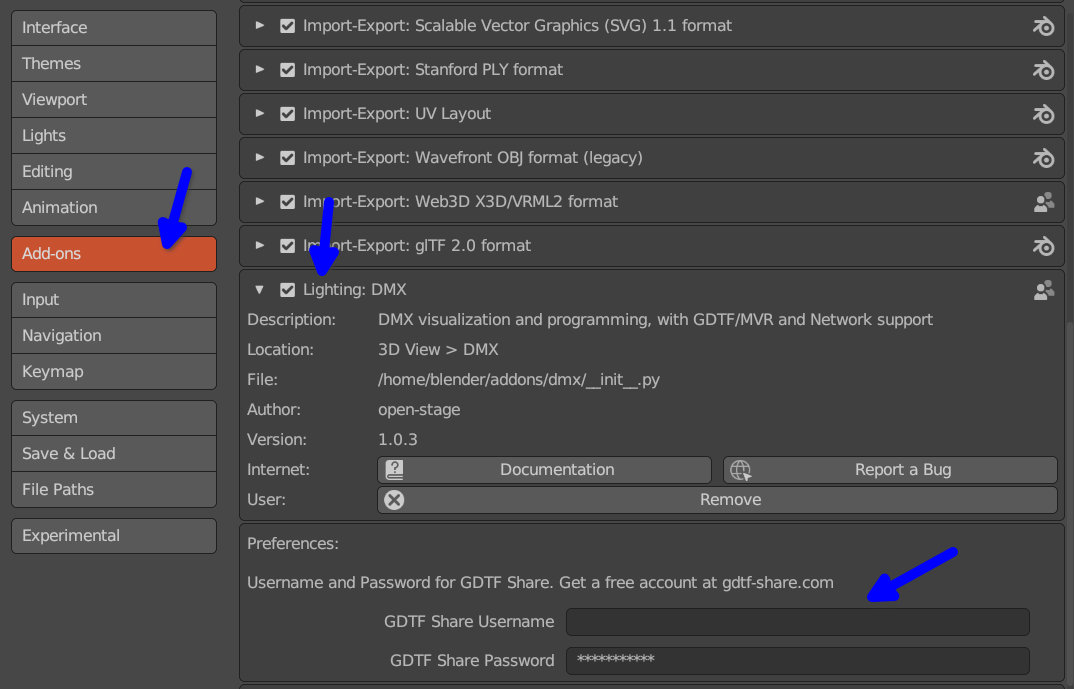 Interface
Themes
Viewport
Lights
Editing
Animation
Add-ons
Input
Navigation
Keymap
System
Save & Load
File Paths
Experimental
Import-Export: Scalable Vector Graphics (SVG) 1.1 format
Import-Export: Stanford PLY format
Import-Export: UV Layout
Import-Export: Wavefront OBJ format (legacy)
Import-Export: Web3D X3D/VRML2 format
Import-Export: glTF 2.0 format
Lighting: DMX
Description: DMX visualization and programming, with GDTF/MVR and Network support
Location: 3D View > DMX
File: /home/blender/addons/dmx/__init__.py
Author: open-stage
Version: 1.0.3
Internet: Documentation Report a Bug
User: Remove
Preferences:
Username and Password for GDTF Share. Get a free account at gdtf-share.com
GDTF Share Username
GDTF Share Password ***********